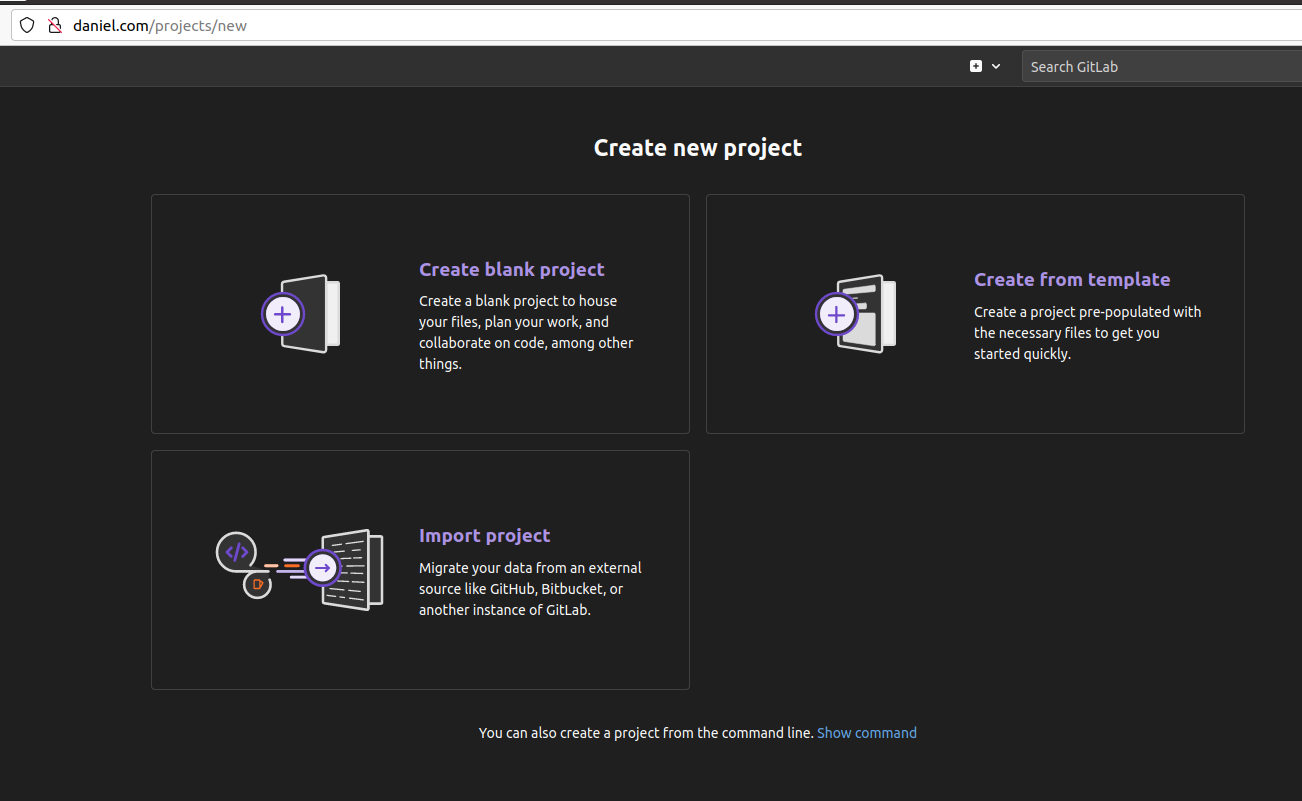 daniel.com/projects/new
Search GitLab
Create new project
Create blank project
Create a blank project to house
your files, plan your work, and
collaborate on code, among other
things.
Create from template
Create a project pre-populated with
the necessary files to get you
started quickly.
Import project
Migrate your data from an external
source like GitHub, Bitbucket, or
another instance of GitLab.
You can also create a project from the command line. Show command